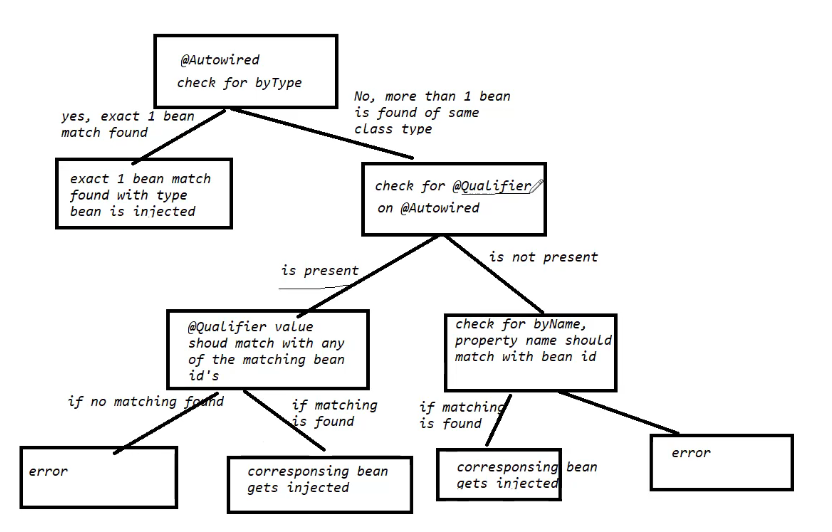 @Autowired
check for byType
yes, exact 1 bean
match found
No, more than 1 bean
is found of same
class type
exact 1 bean match
found with type
bean is injected
check for @Qualifier
on @Autowired
is present
is not present
@Qualifier value
shoud match with any
of the matching bean
id's
check for byName,
property name should
match with bean id
if no matching found
if matching
is found
if matching
is found
error
corresponsing bean
gets injected
corresponsing bean
gets injected
error